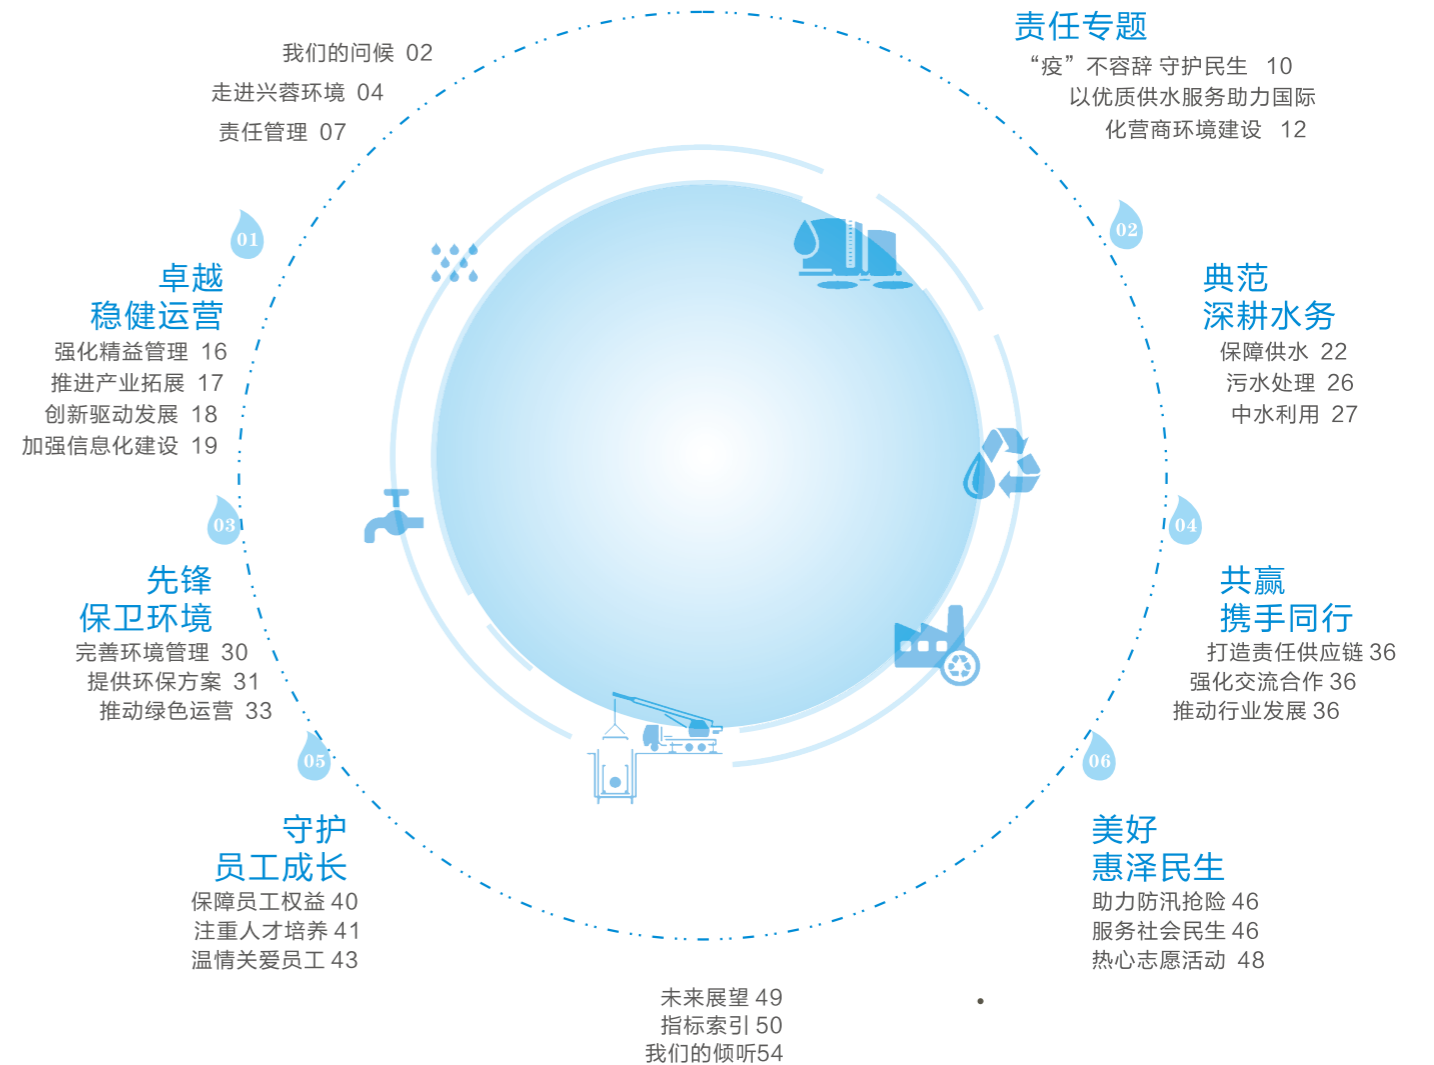 我们的问候 02
走进兴蓉环境 04
责任管理 07
责任专题
“疫”不容辞 守护民生 10
以优质供水服务助力国际
化营商环境建设 12
01
卓越
稳健运营
强化精益管理 16
推进产业拓展 17
创新驱动发展 18
加强信息化建设 19
02
典范
深耕水务
保障供水 22
污水处理 26
中水利用 27
03
先锋
保卫环境
完善环境管理 30
提供环保方案 31
推动绿色运营 33
04
共赢
携手同行
打造责任供应链 36
强化交流合作 36
推动行业发展 36
05
守护
员工成长
保障员工权益 40
注重人才培养 41
温情关爱员工 43
06
美好
惠泽民生
助力防汛抢险 46
服务社会民生 46
热心志愿活动 48
未来展望 49
指标索引 50
我们的倾听54